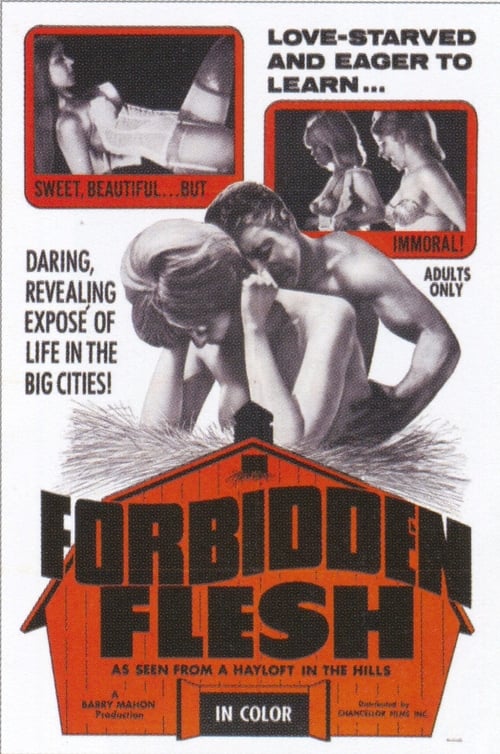 LOVE-STARVED
AND EAGER TO
LEARN...
SWEET, BEAUTIFUL...BUT
IMMORAL!
ADULTS
ONLY
DARING,
REVEALING
EXPOSÉ OF
LIFE IN THE
BIG CITIES!
FORBIDDEN
FLESH
AS SEEN FROM A HAYLOFT IN THE HILLS
A
BARRY MAHON
Production
IN COLOR
Distributed by
CHANCELLOR FILMS INC.